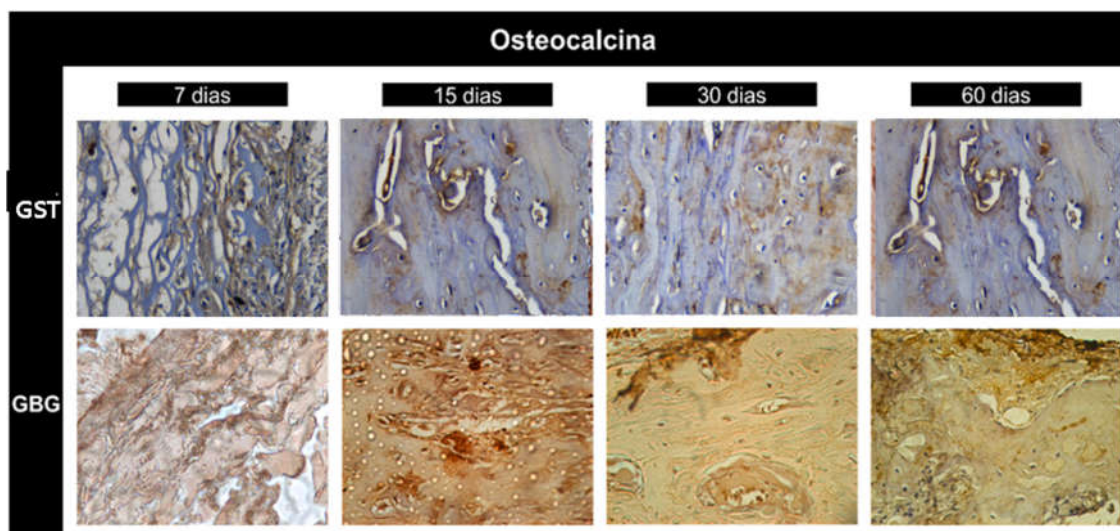 Osteocalcina
7 dias
15 dias
30 dias
60 dias
GST
GBG